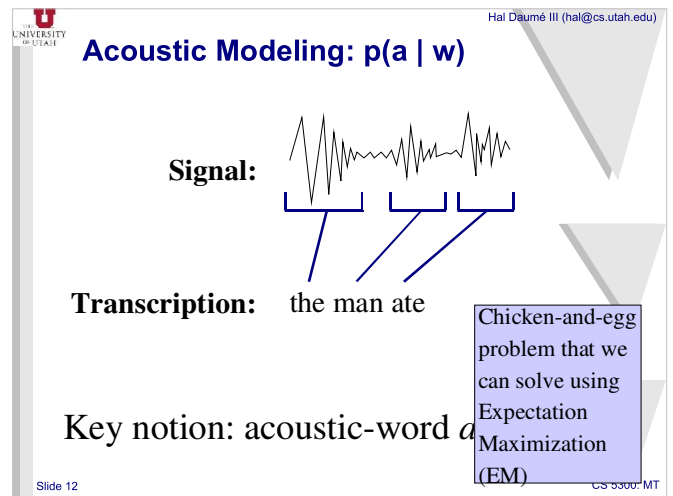 Hal Daumé III (hal@cs.utah.edu)
UNIVERSITY
OF UTAH
Acoustic Modeling: p(a | w)
Signal:
Transcription: the man ate
Chicken-and-egg
problem that we
can solve using
Expectation
Maximization
(EM)
Key notion: acoustic-word
Slide 12
CS 5300: MT